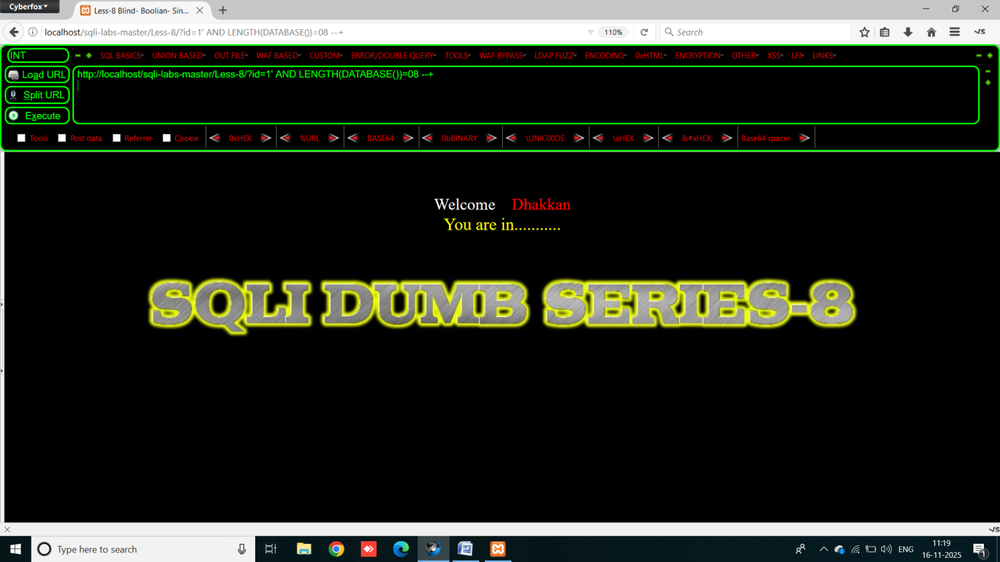 Cyberfox
Less-8 Blind- Boolian- Sin...
localhost/sqli-labs-master/Less-8/?id=1' AND LENGTH(DATABASE())=08 --+
110%
Search
INT
SQL BASICS UNION BASED OUT FILE WAF BASED CUSTOM ERROR/DOUBLE QUERY TOOLS WAF BYPASS LDAP FUZZ ENCODING 0xHTML ENCRYPTION OTHER XSS LFI LINKS
Load URL
http://localhost/sqli-labs-master/Less-8/?id=1' AND LENGTH(DATABASE())=08 --+
Split URL
Execute
Tools Post data Referrer Cookie 0xHEX %URL BASE64 0bBINARY \UNIC00DE \xHEX &#xHEX; Base64 spacer
Welcome Dhakkan
You are in...........
SQLI DUMB SERIES-8
Type here to search
ENG
11:19
16-11-2025
1